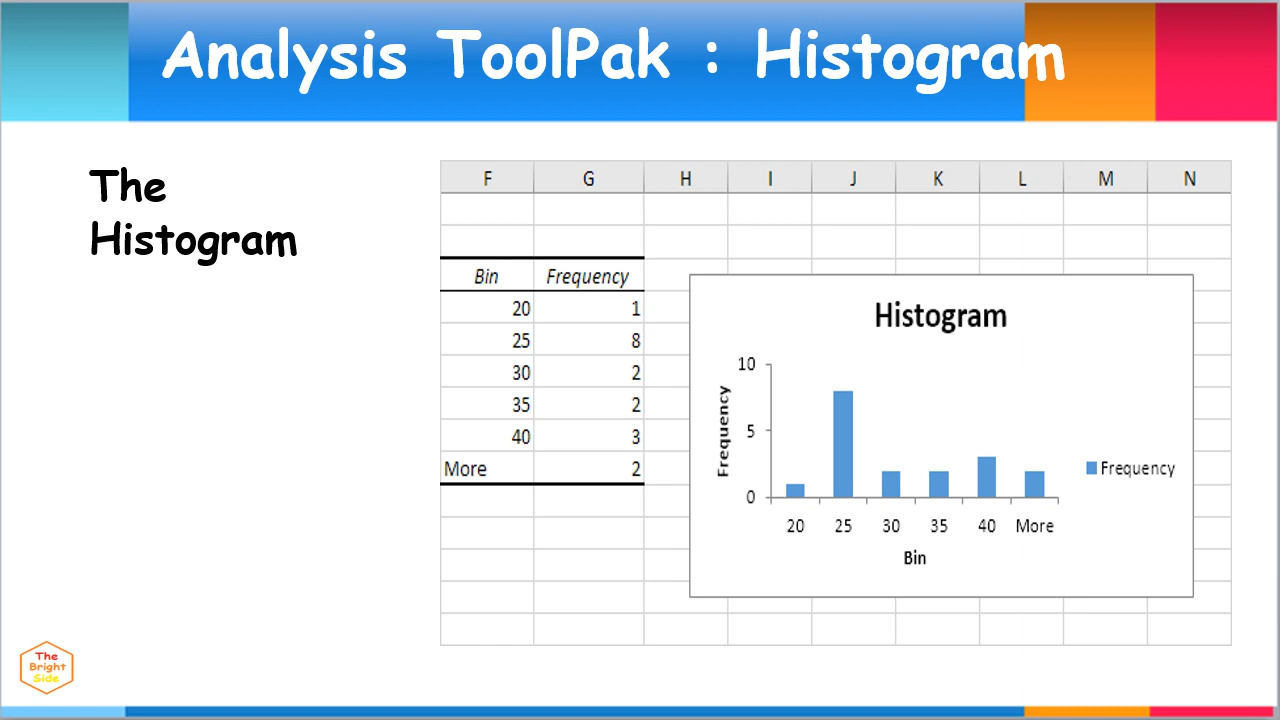 Analysis ToolPak : Histogram
The
Histogram
F G H I J K L M N
Bin Frequency
20 1
25 8
30 2
35 2
40 3
More 2
Histogram
10
5
0
Frequency
20 25 30 35 40 More
Bin
Frequency
The
Bright
Side